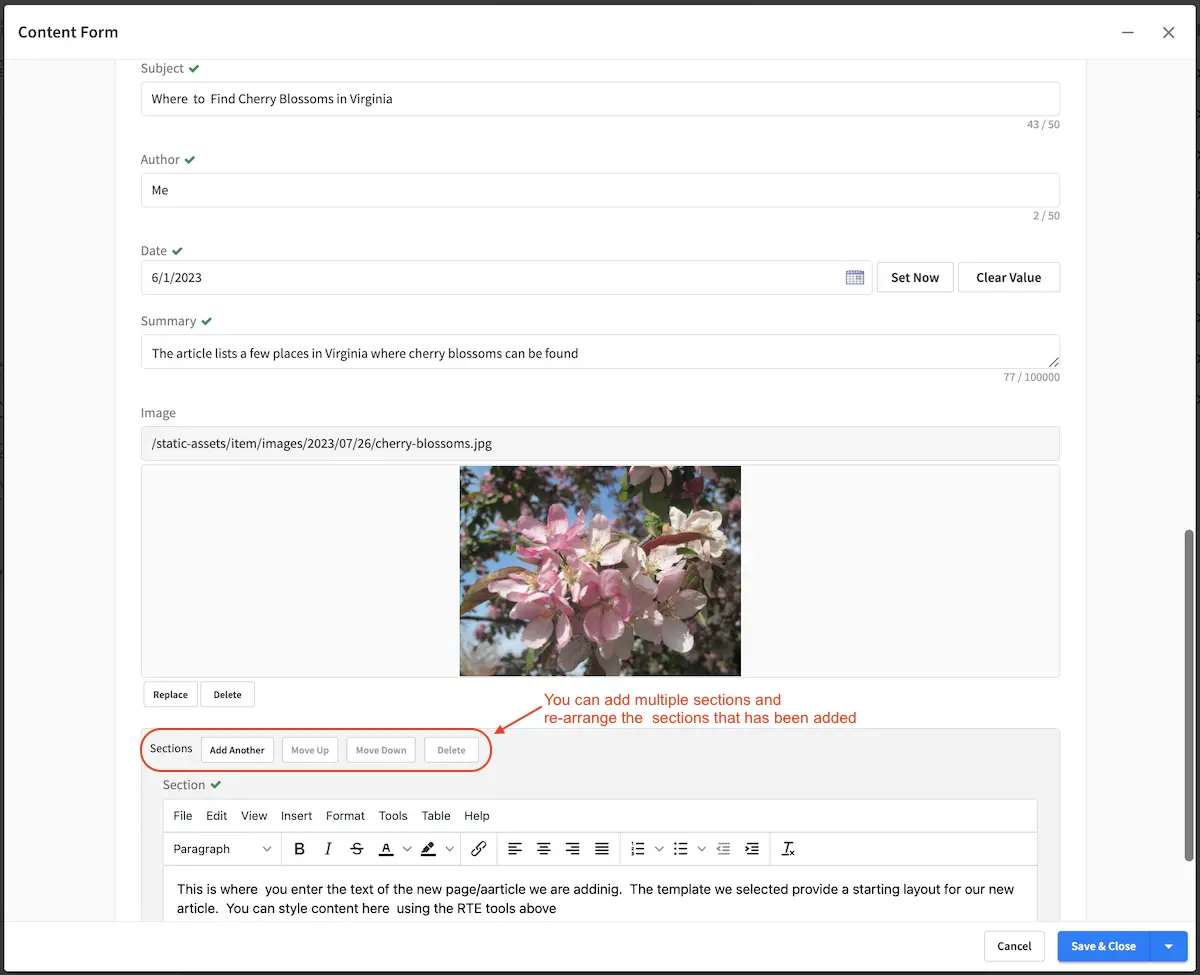 Content Form
Subject
Where to Find Cherry Blossoms in Virginia
43 / 50
Author
Me
2 / 50
Date
6/1/2023
Set Now
Clear Value
Summary
The article lists a few places in Virginia where cherry blossoms can be found
77 / 100000
Image
/static-assets/item/images/2023/07/26/cherry-blossoms.jpg
Replace Delete
You can add multiple sections and
re-arrange the sections that has been added
Sections Add Another Move Up Move Down Delete
Section
File Edit View Insert Format Tools Table Help
Paragraph B I S A
This is where you enter the text of the new page/aarticle we are addinig. The template we selected provide a starting layout for our new
article. You can style content here using the RTE tools above
Cancel Save & Close